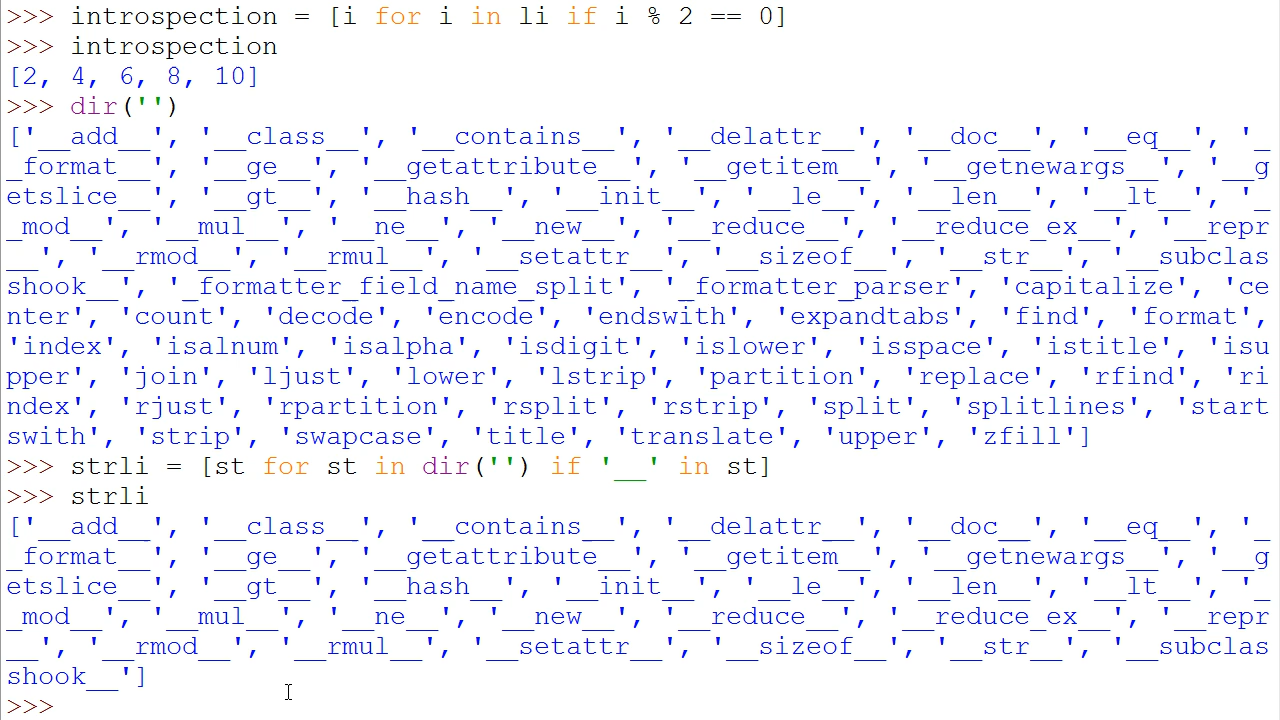 >>> introspection = [i for i in li if i % 2 == 0]
>>> introspection
[2, 4, 6, 8, 10]
>>> dir('')
['__add__', '__class__', '__contains__', '__delattr__', '__doc__', '__eq__', '_
_format__', '__ge__', '__getattribute__', '__getitem__', '__getnewargs__', '__g
etslice__', '__gt__', '__hash__', '__init__', '__le__', '__len__', '__lt__', '_
_mod__', '__mul__', '__ne__', '__new__', '__reduce__', '__reduce_ex__', '__repr
__', '__rmod__', '__rmul__', '__setattr__', '__sizeof__', '__str__', '__subclas
shook__', '_formatter_field_name_split', '_formatter_parser', 'capitalize', 'ce
nter', 'count', 'decode', 'encode', 'endswith', 'expandtabs', 'find', 'format',
'index', 'isalnum', 'isalpha', 'isdigit', 'islower', 'isspace', 'istitle', 'isu
pper', 'join', 'ljust', 'lower', 'lstrip', 'partition', 'replace', 'rfind', 'ri
ndex', 'rjust', 'rpartition', 'rsplit', 'rstrip', 'split', 'splitlines', 'start
swith', 'strip', 'swapcase', 'title', 'translate', 'upper', 'zfill']
>>> strli = [st for st in dir('') if '__' in st]
>>> strli
['__add__', '__class__', '__contains__', '__delattr__', '__doc__', '__eq__', '_
_format__', '__ge__', '__getattribute__', '__getitem__', '__getnewargs__', '__g
etslice__', '__gt__', '__hash__', '__init__', '__le__', '__len__', '__lt__', '_
_mod__', '__mul__', '__ne__', '__new__', '__reduce__', '__reduce_ex__', '__repr
__', '__rmod__', '__rmul__', '__setattr__', '__sizeof__', '__str__', '__subclas
shook__']
>>>